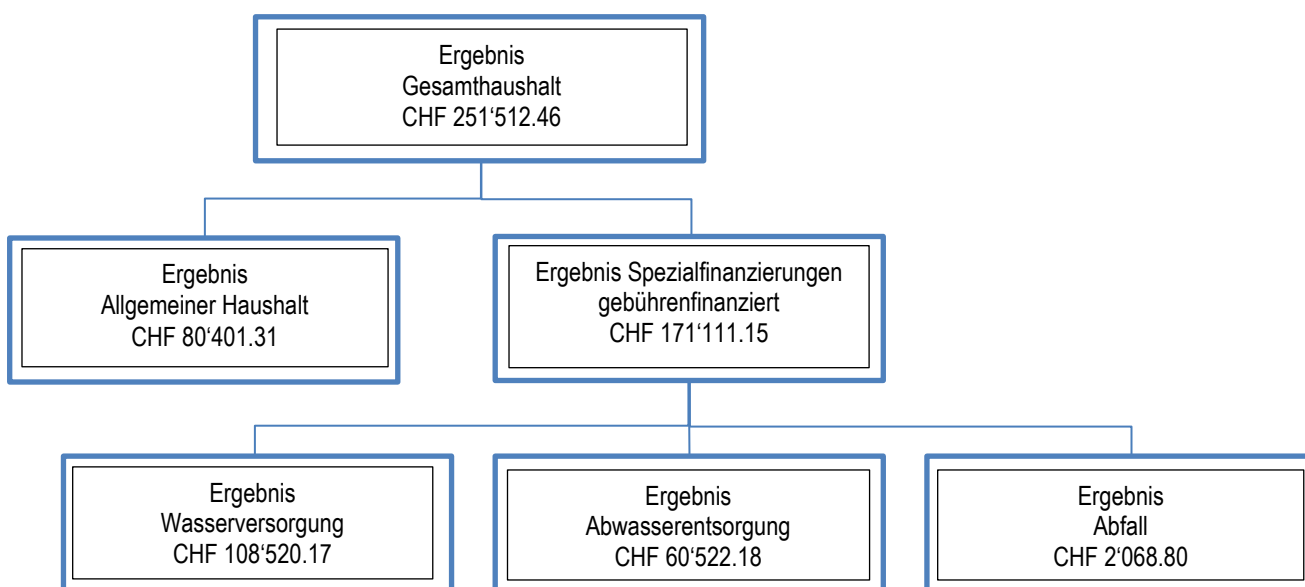 Ergebnis
Gesamthaushalt
CHF 251‘512.46
Ergebnis
Allgemeiner Haushalt
CHF 80‘401.31
Ergebnis Spezialfinanzierungen
gebührenfinanziert
CHF 171‘111.15
Ergebnis
Wasserversorgung
CHF 108‘520.17
Ergebnis
Abwasserentsorgung
CHF 60‘522.18
Ergebnis
Abfall
CHF 2‘068.80